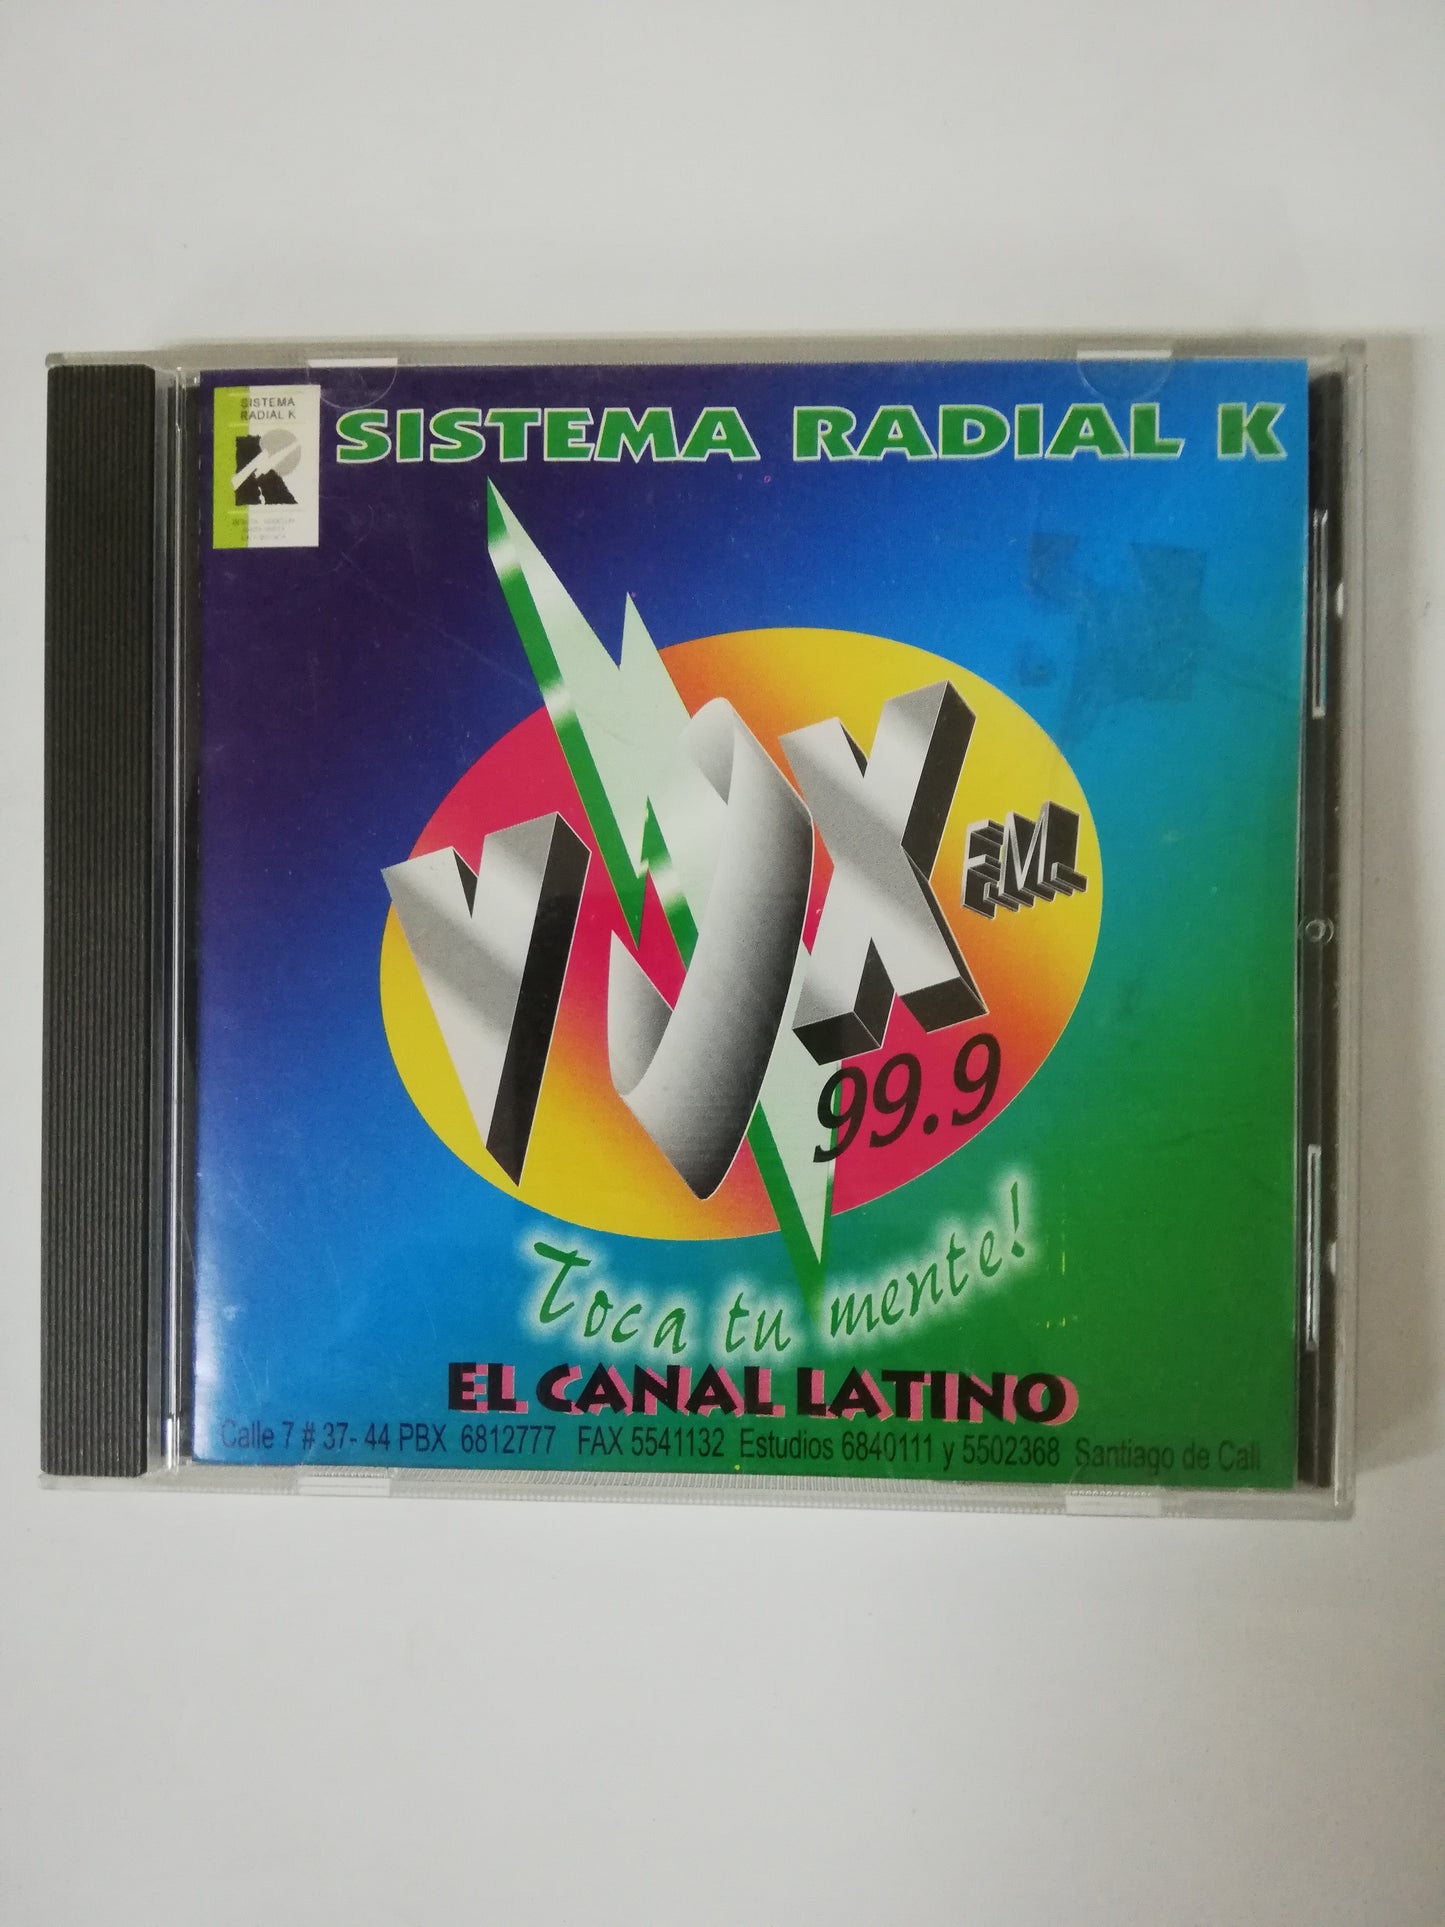 SISTEMA
RADIAL K
SISTEMA RADIAL K
VOX F.M.
99.9
Toca tu mente!
EL CANAL LATINO
Calle 7 # 37- 44 PBX 6812777 FAX 5541132 Estudios 6840111 y 5502368 Santiago de Cali